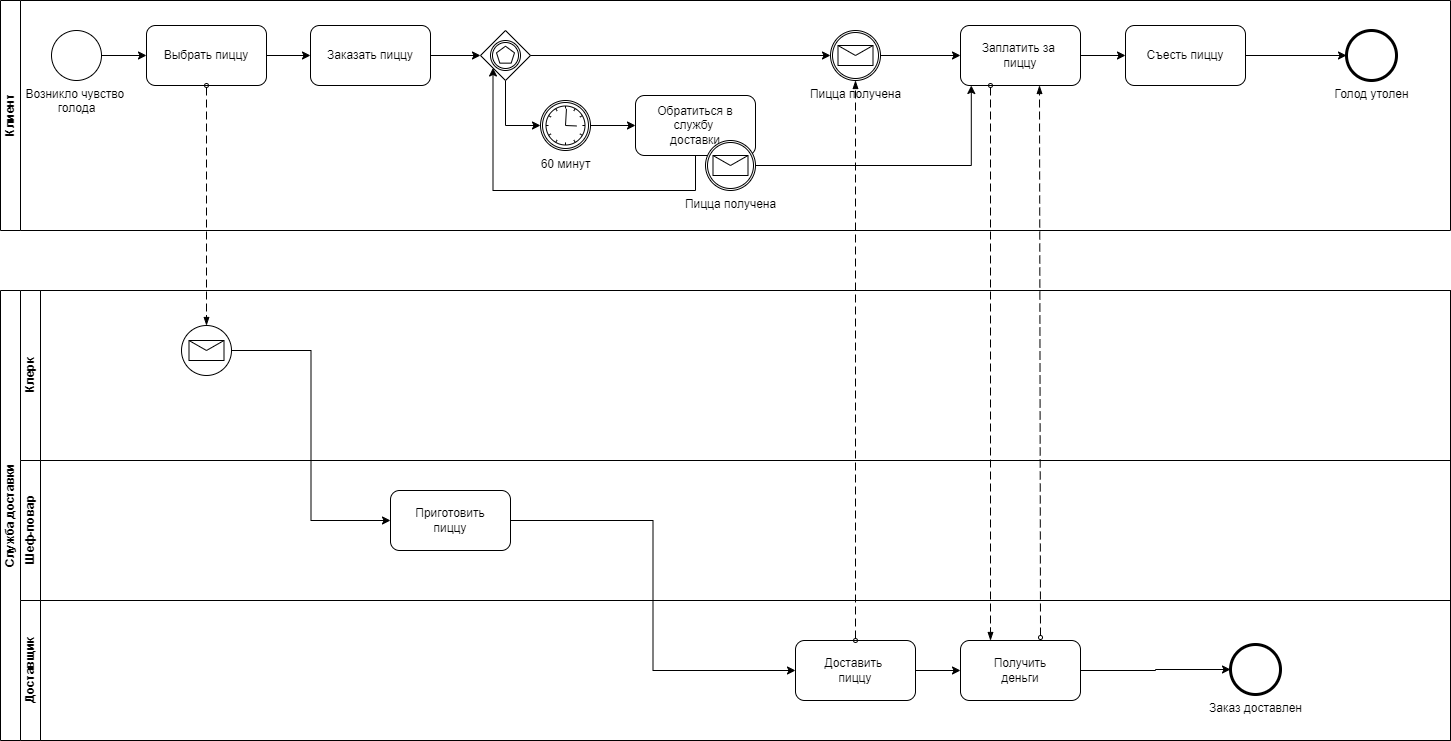 Клиент
Выбрать пиццу
Заказать пиццу
Заплатить за
пиццу
Съесть пиццу
Возникло чувство
голода
Пицца получена
Голод утолен
Обратиться в
службу
доставки
60 минут
Пицца получена
Служба доставки
Клерк
Шеф-повар
Приготовить
пиццу
Доставщик
Доставить
пиццу
Получить
деньги
Заказ доставлен